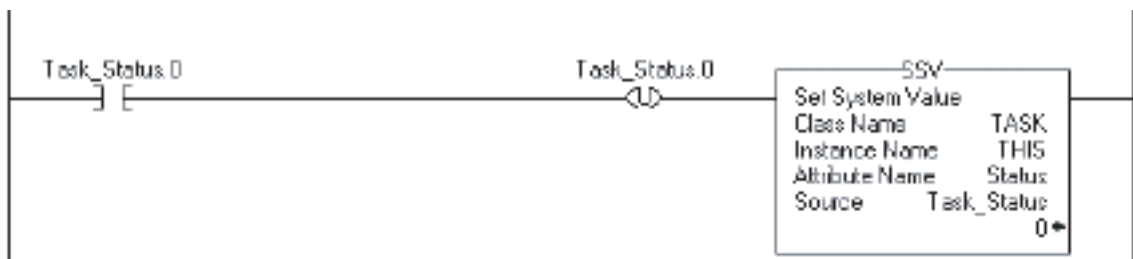 Task_Status.0
Task_Status.0
U
SSV
Set System Value
Class Name TASK
Instance Name THIS
Attribute Name Status
Source Task_Status
0